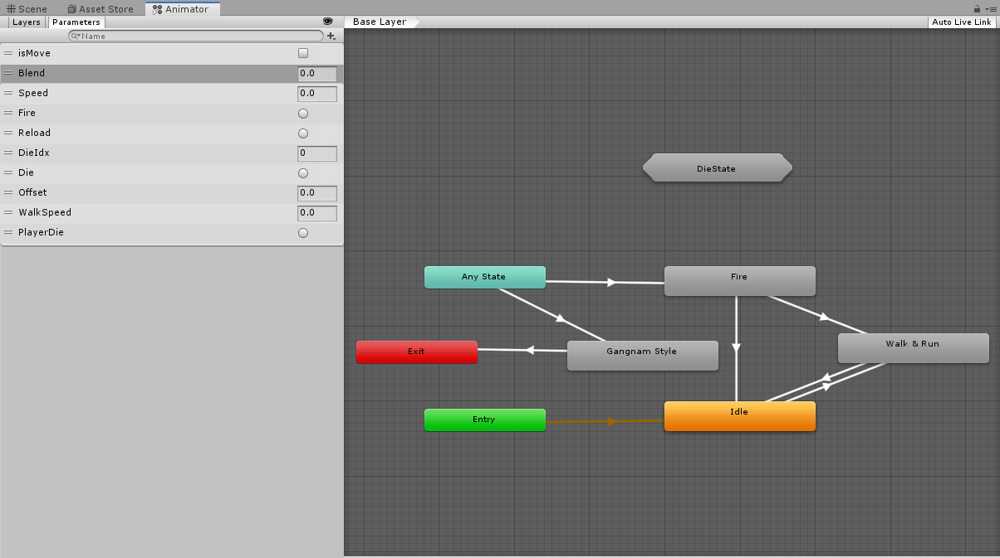 Scene Asset Store Animator
Layers Parameters
Base Layer
Auto Live Link
Name
isMove
Blend 0.0
Speed 0.0
Fire
Reload
DieIdx 0
Die
Offset 0.0
WalkSpeed 0.0
PlayerDie
DieState
Any State
Fire
Walk & Run
Exit
Gangnam Style
Idle
Entry